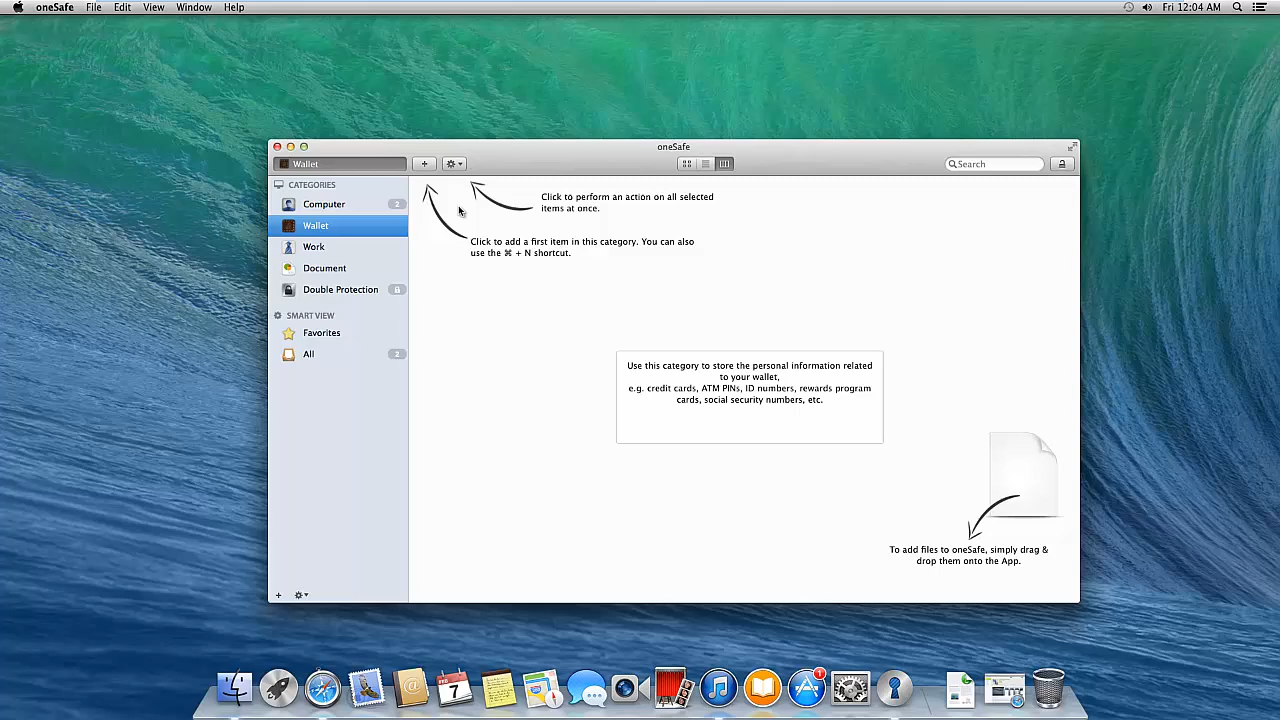 oneSafe File Edit View Window Help Fri 12:04 AM
oneSafe
Wallet + Search
CATEGORIES
Computer 2
Wallet
Work
Document
Double Protection
SMART VIEW
Favorites
All 2
Click to perform an action on all selected
items at once.
Click to add a first item in this category. You can also
use the ⌘ + N shortcut.
Use this category to store the personal information related
to your wallet,
e.g. credit cards, ATM PINs, ID numbers, rewards program
cards, social security numbers, etc.
To add files to oneSafe, simply drag &
drop them onto the App.
+
7
1